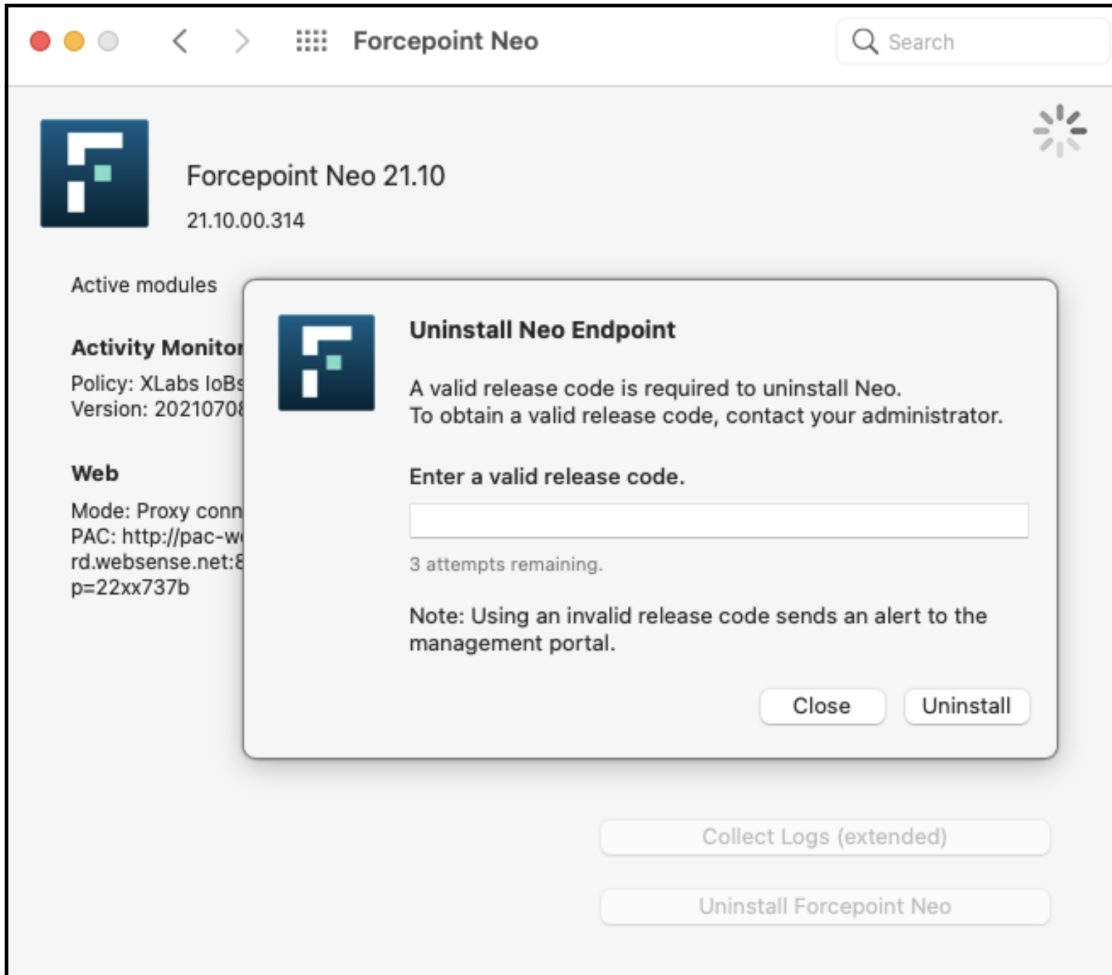 Forcepoint Neo
Search
Forcepoint Neo 21.10
21.10.00.314
Active modules
Activity Monitor
Policy: XLabs IoBs
Version: 20210708
Web
Mode: Proxy conn
PAC: http://pac-w
rd.websense.net:8
p=22xx737b
Uninstall Neo Endpoint
A valid release code is required to uninstall Neo.
To obtain a valid release code, contact your administrator.
Enter a valid release code.
3 attempts remaining.
Note: Using an invalid release code sends an alert to the
management portal.
Close
Uninstall
Collect Logs (extended)
Uninstall Forcepoint Neo